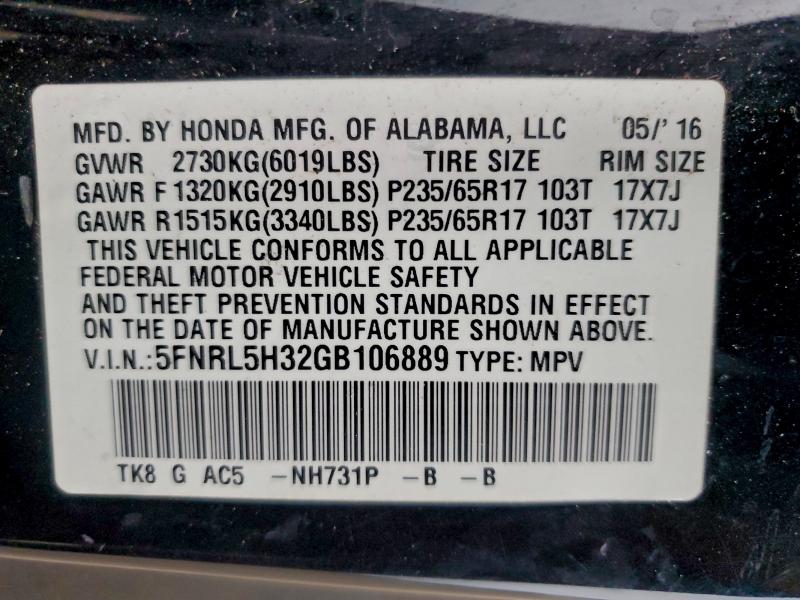 MFD. BY HONDA MFG. OF ALABAMA, LLC 05/' 16
GVWR 2730KG(6019LBS) TIRE SIZE RIM SIZE
GAWR F 1320KG(2910LBS) P235/65R17 103T 17X7J
GAWR R1515KG(3340LBS) P235/65R17 103T 17X7J
THIS VEHICLE CONFORMS TO ALL APPLICABLE
FEDERAL MOTOR VEHICLE SAFETY
AND THEFT PREVENTION STANDARDS IN EFFECT
ON THE DATE OF MANUFACTURE SHOWN ABOVE.
V.I.N.:5FNRL5H32GB106889 TYPE: MPV
TK8 G AC5 -NH731P -B -B